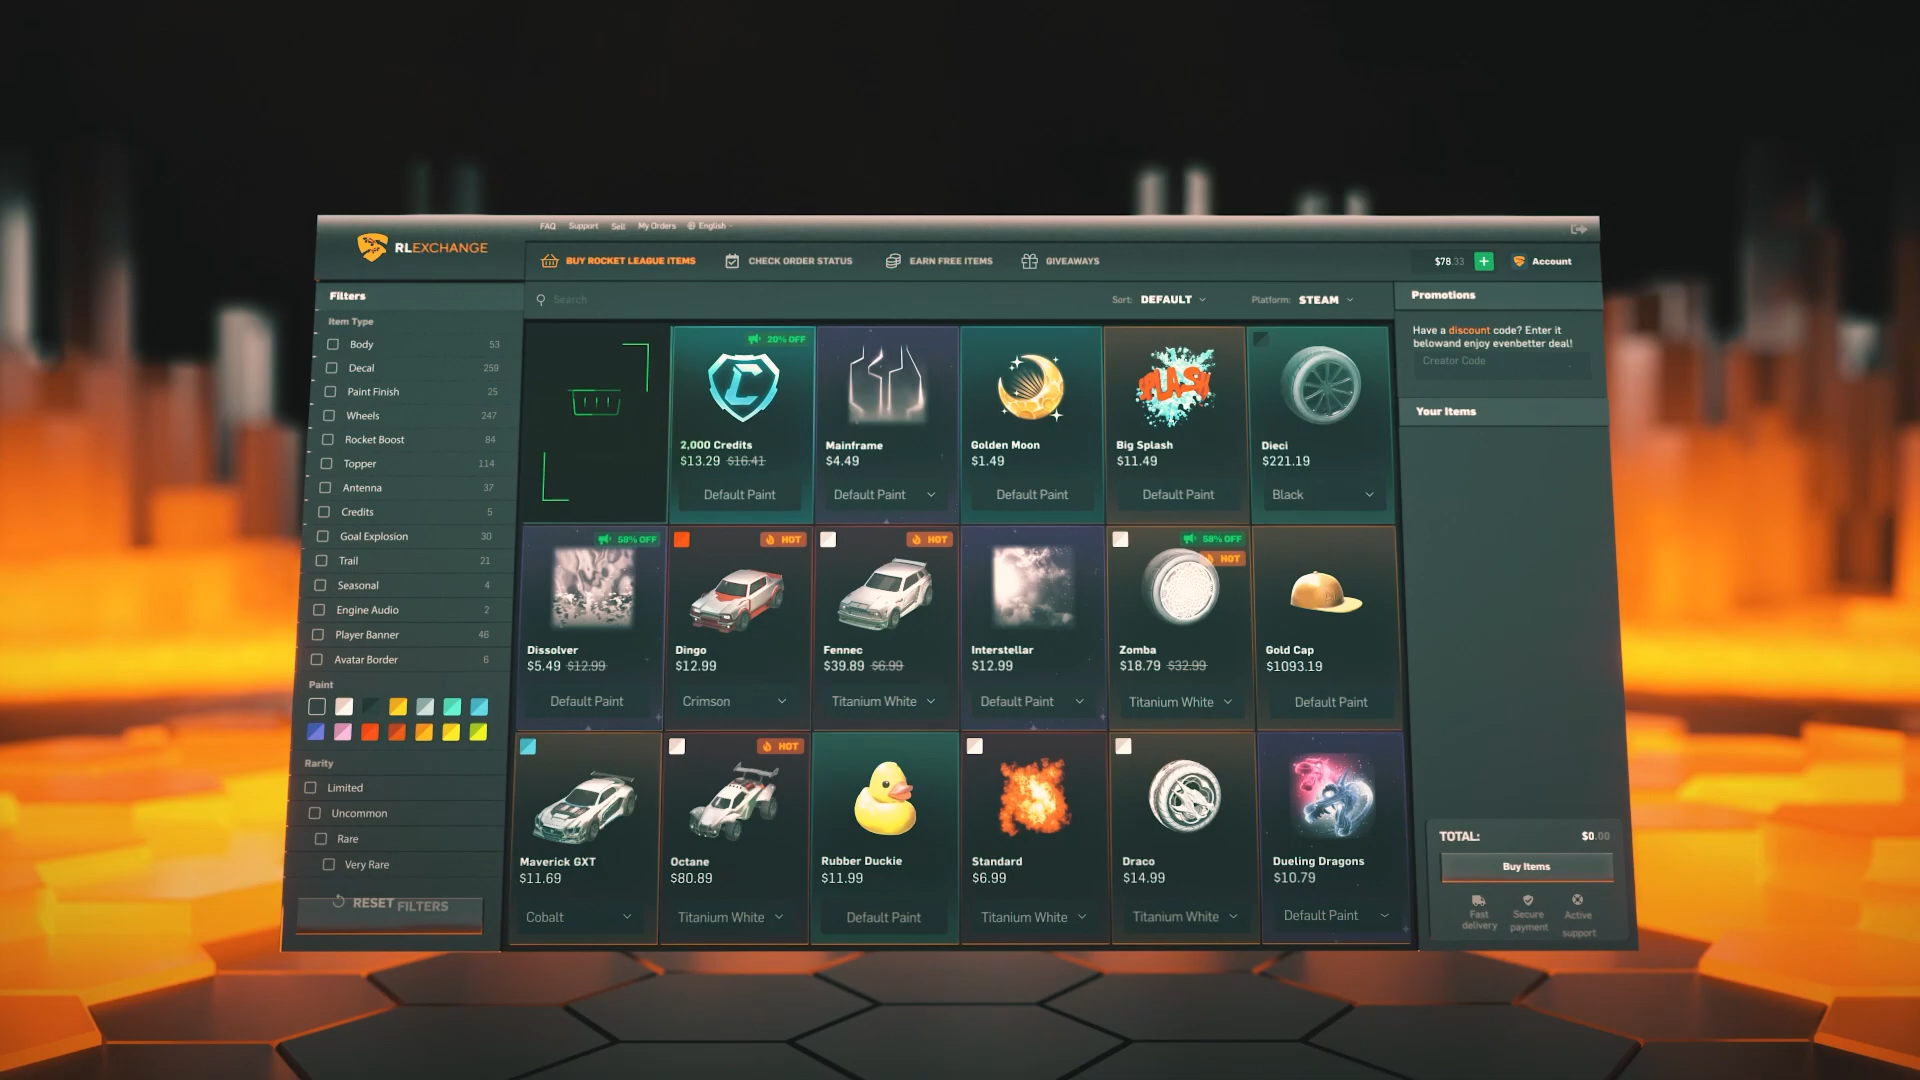 FAQ Support Sell My Orders English
RLEXCHANGE
BUY ROCKET LEAGUE ITEMS CHECK ORDER STATUS EARN FREE ITEMS GIVEAWAYS
$78.33 + Account
Filters
Search
Sort: DEFAULT
Platform: STEAM
Promotions
Have a discount code? Enter it
belowand enjoy evenbetter deal!
Creator Code
Your Items
Item Type
Body 53
Decal 259
Paint Finish 25
Wheels 247
Rocket Boost 84
Topper 114
Antenna 37
Credits 5
Goal Explosion 30
Trail 21
Seasonal 4
Engine Audio 2
Player Banner 46
Avatar Border 6
Paint
Rarity
Limited
Uncommon
Rare
Very Rare
RESET FILTERS
20% OFF
2,000 Credits
$13.29 $16.41
Default Paint
Mainframe
$4.49
Default Paint
Golden Moon
$1.49
Default Paint
SPLASH
Big Splash
$11.49
Default Paint
Dieci
$221.19
Black
58% OFF
Dissolver
$5.49 $12.99
Default Paint
HOT
Dingo
$12.99
Crimson
HOT
Fennec
$39.89 $6.99
Titanium White
Interstellar
$12.99
Default Paint
58% OFF
HOT
Zomba
$18.79 $32.99
Titanium White
Gold Cap
$1093.19
Default Paint
Maverick GXT
$11.69
Cobalt
HOT
Octane
$80.89
Titanium White
Rubber Duckie
$11.99
Default Paint
Standard
$6.99
Titanium White
Draco
$14.99
Titanium White
Dueling Dragons
$10.79
Default Paint
TOTAL: $0.00
Buy Items
Fast
delivery
Secure
payment
Active
support